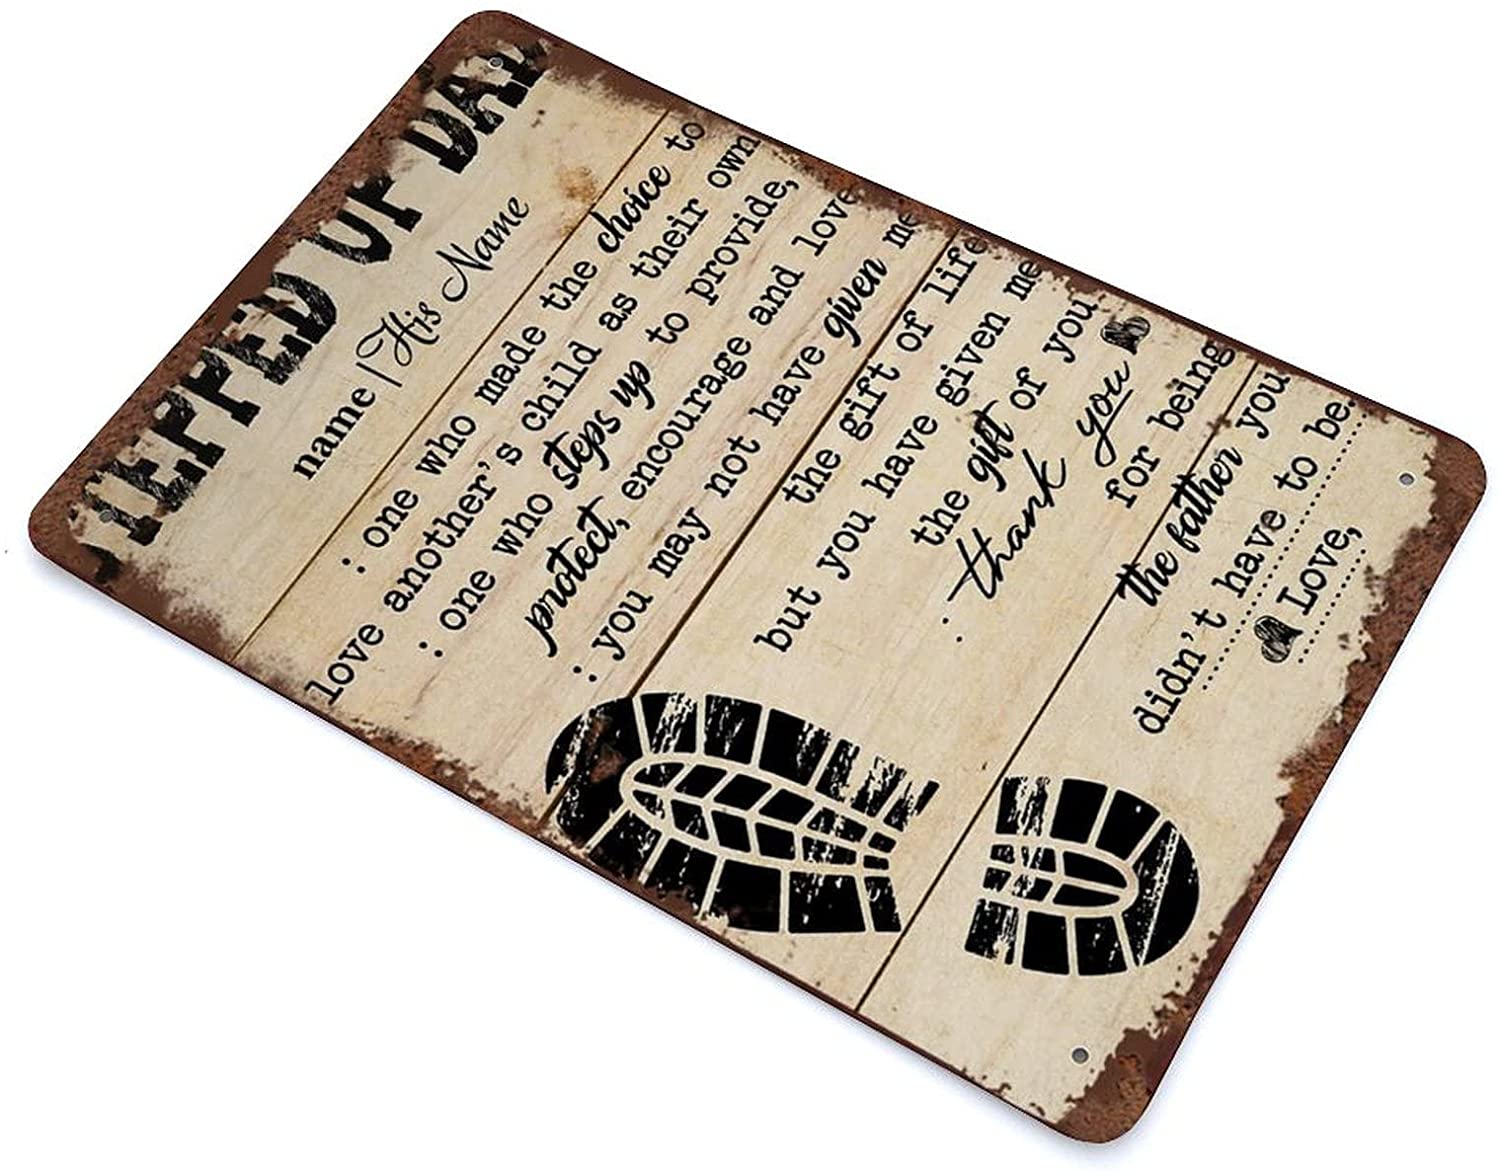 TEPPED UP DAD
name | His Name
: one who made the choice to
love another's child as their own
: one who steps up to provide,
protect, encourage and love
: you may not have given me
the gift of life
but you have given me
the gift of you
. thank you
for being
the father you
didn't have to be.
Love,